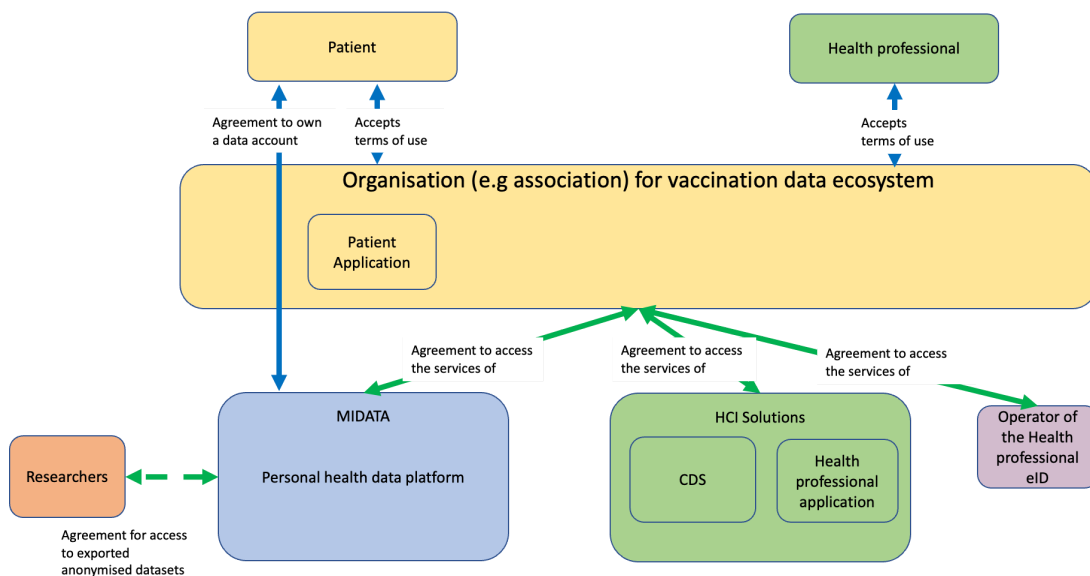 Patient
Health professional
Agreement to own
a data account
Accepts
terms of use
Accepts
terms of use
Organisation (e.g association) for vaccination data ecosystem
Patient
Application
Agreement to access
the services of
Agreement to access
the services of
Agreement to access
the services of
MIDATA
Personal health data platform
HCI Solutions
CDS
Health
professional
application
Operator of
the Health
professional
eID
Researchers
Agreement for access
to exported
anonymised datasets